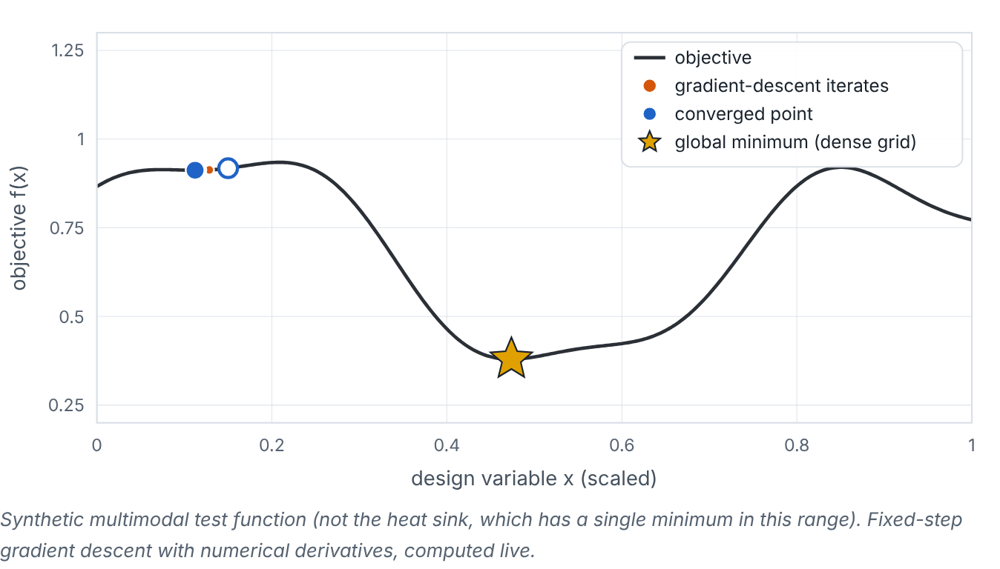 1.25
1
0.75
0.5
0.25
objective f(x)
objective
gradient-descent iterates
converged point
global minimum (dense grid)
0 0.2 0.4 0.6 0.8 1
design variable x (scaled)
Synthetic multimodal test function (not the heat sink, which has a single minimum in this range). Fixed-step
gradient descent with numerical derivatives, computed live.